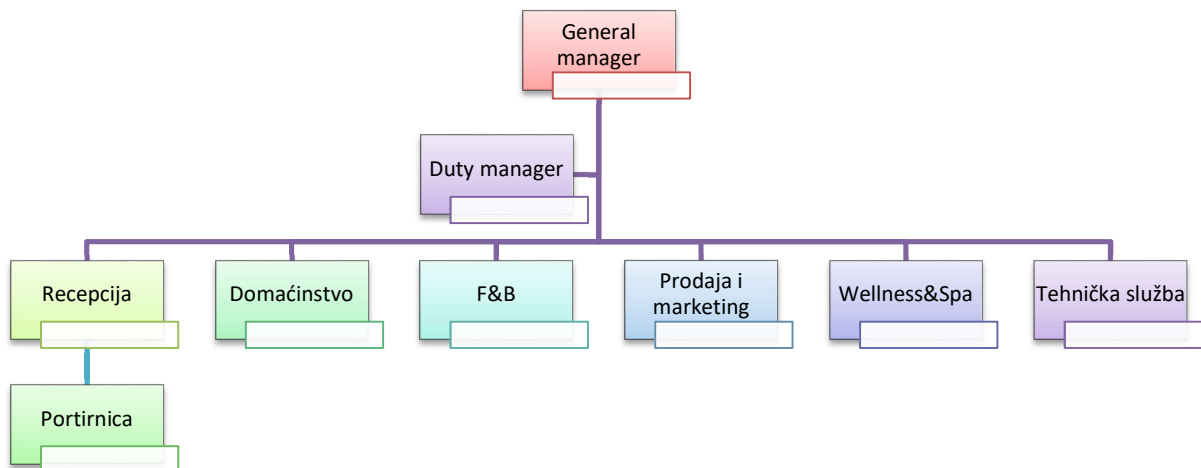 General
manager
Duty manager
Recepcija
Domaćinstvo
F&B
Prodaja i
marketing
Wellness&Spa
Tehnička služba
Portirnica